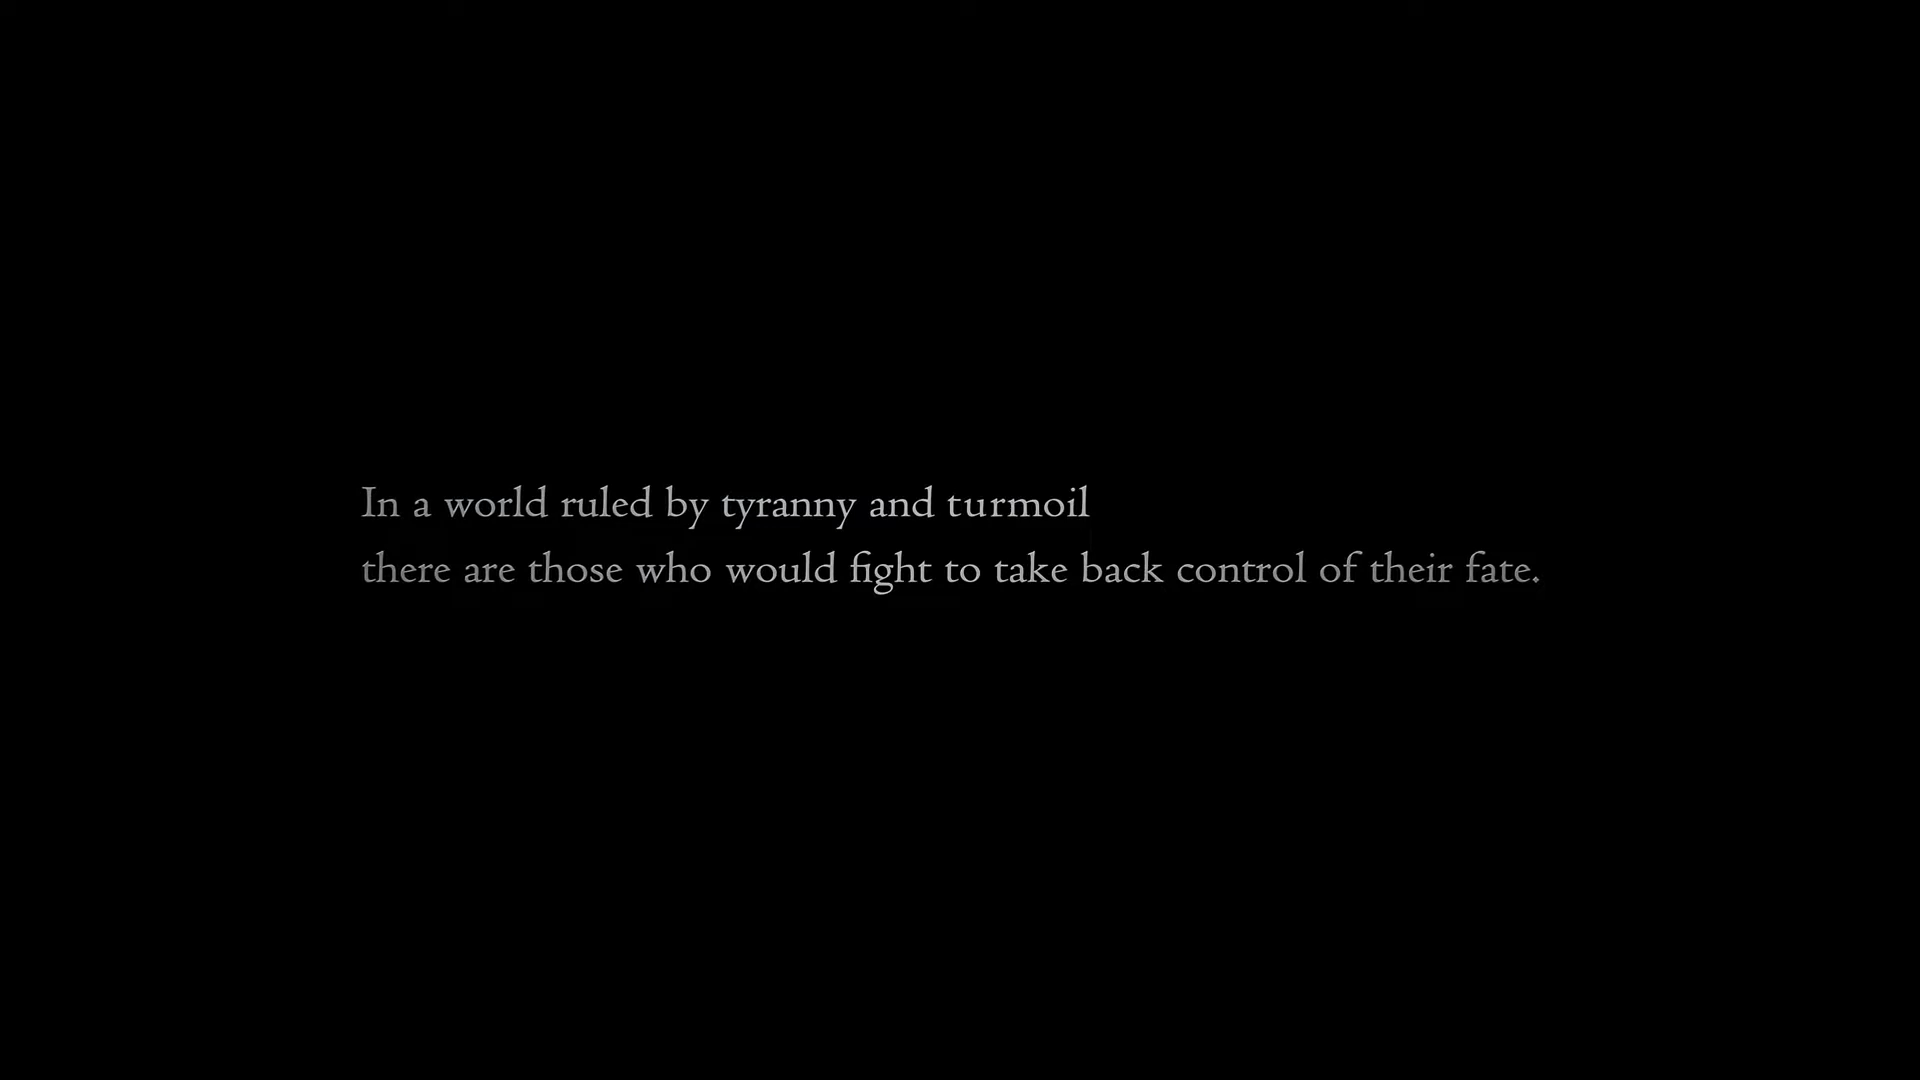 In a world ruled by tyranny and turmoil
there are those who would fight to take back control of their fate.